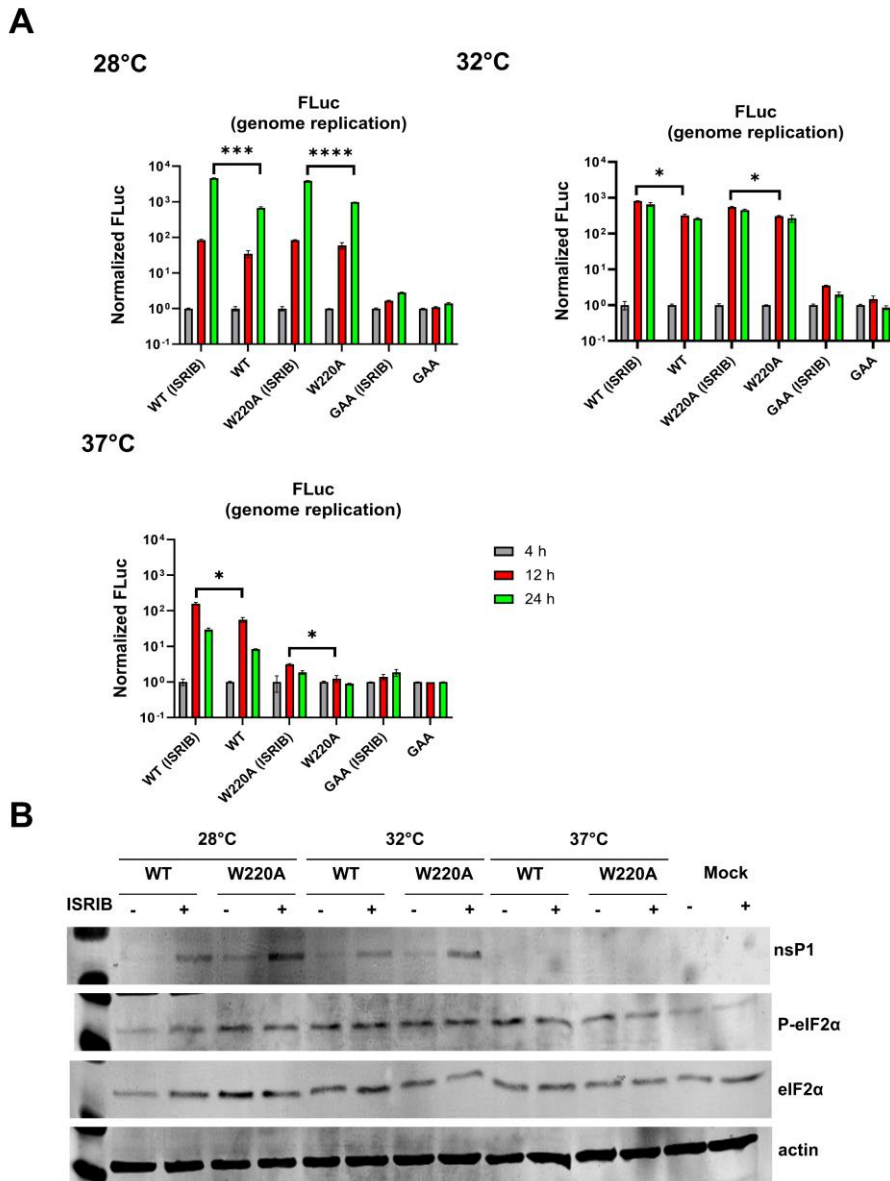 A
28°C
FLuc
(genome replication)
*** ****
Normalized FLuc
10⁴
10³
10²
10¹
10⁰
10⁻¹
WT (ISRIB)
WT
W220A (ISRIB)
W220A
GAA (ISRIB)
GAA
32°C
FLuc
(genome replication)
* *
Normalized FLuc
10⁴
10³
10²
10¹
10⁰
10⁻¹
WT (ISRIB)
WT
W220A (ISRIB)
W220A
GAA (ISRIB)
GAA
37°C
FLuc
(genome replication)
*
*
Normalized FLuc
10⁴
10³
10²
10¹
10⁰
10⁻¹
WT (ISRIB)
WT
W220A (ISRIB)
W220A
GAA (ISRIB)
GAA
4 h
12 h
24 h
B
28°C 32°C 37°C
WT W220A WT W220A WT W220A Mock
ISRIB - + - + - + - + - + - + - +
nsP1
P-eIF2α
eIF2α
actin